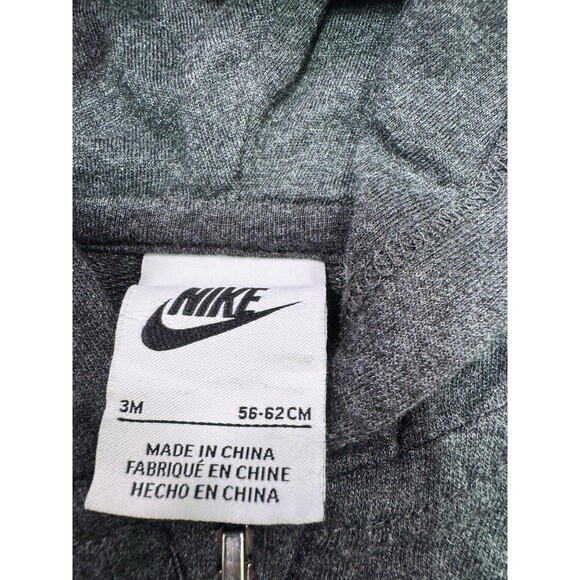 NIKE
3M 56-62CM
MADE IN CHINA
FABRIQUÉ EN CHINE
HECHO EN CHINA